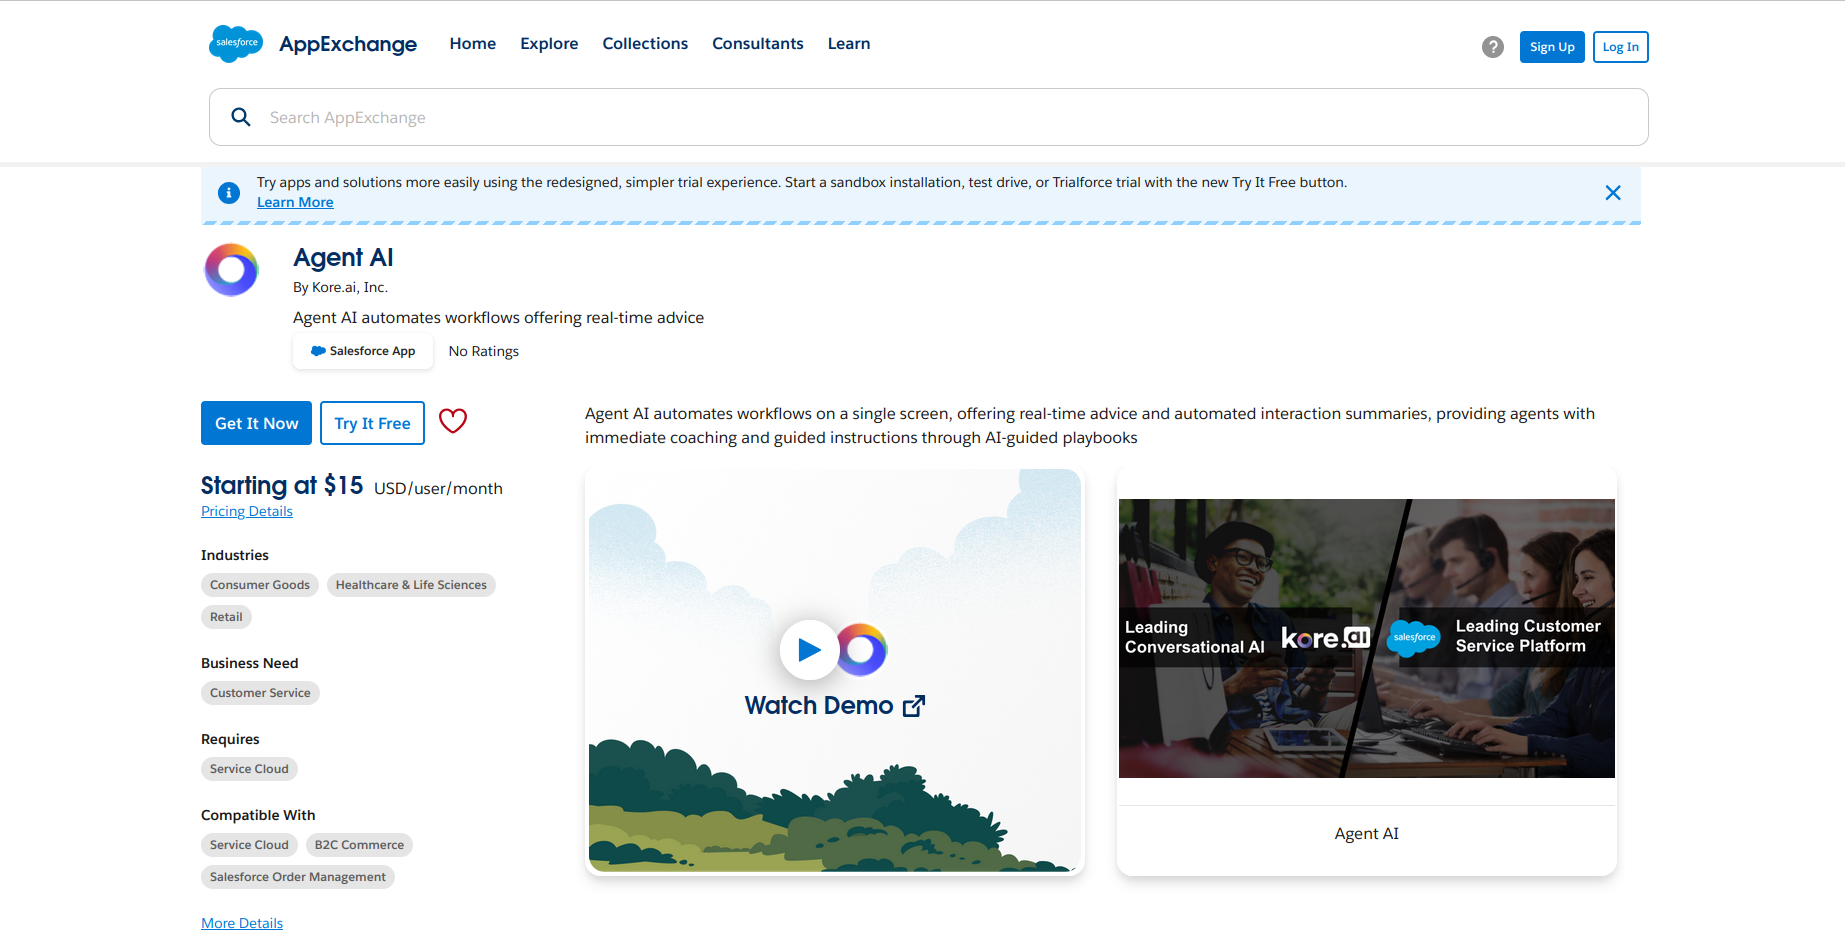 salesforce
AppExchange
Home
Explore
Collections
Consultants
Learn
?
Sign Up
Log In
Search AppExchange
Try apps and solutions more easily using the redesigned, simpler trial experience. Start a sandbox installation, test drive, or Trialforce trial with the new Try It Free button.
Learn More
Agent AI
By Kore.ai, Inc.
Agent AI automates workflows offering real-time advice
Salesforce App
No Ratings
Get It Now
Try It Free
Starting at $15 USD/user/month
Pricing Details
Industries
Consumer Goods
Healthcare & Life Sciences
Retail
Business Need
Customer Service
Requires
Service Cloud
Compatible With
Service Cloud
B2C Commerce
Salesforce Order Management
More Details
Agent AI automates workflows on a single screen, offering real-time advice and automated interaction summaries, providing agents with
immediate coaching and guided instructions through AI-guided playbooks
Watch Demo
Leading
Conversational AI
kore.ai
salesforce
Leading Customer
Service Platform
Agent AI